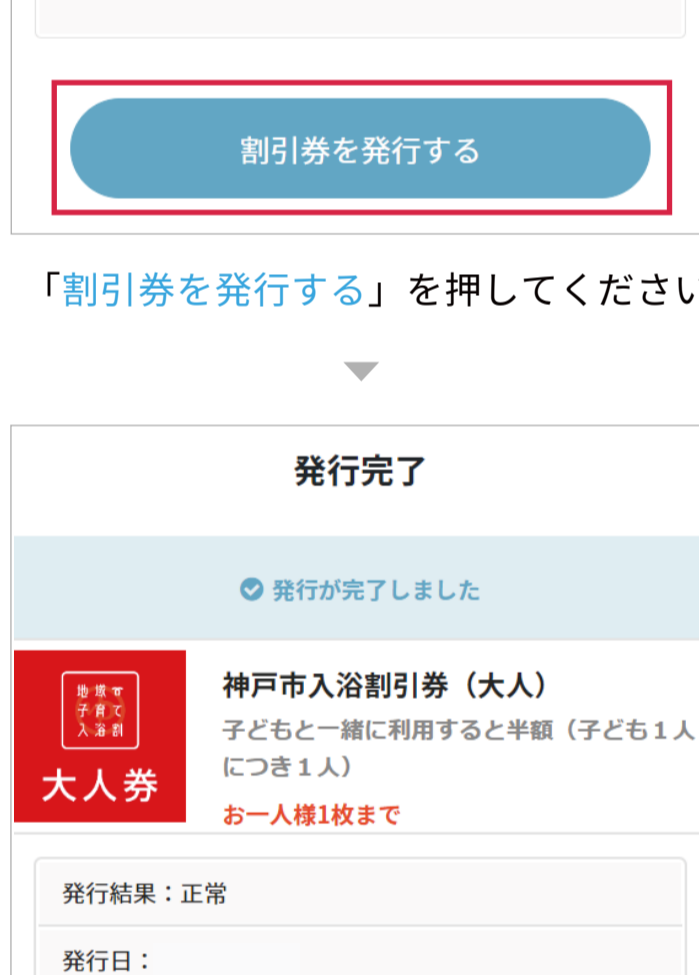 割引券を発行する
「割引券を発行する」を押してください
発行完了
発行が完了しました
地域で
子育て
入浴割
大人券
神戸市入浴割引券（大人）
子どもと一緒に利用すると半額（子ども１人
につき１人）
お一人様1枚まで
発行結果：正常
発行日：